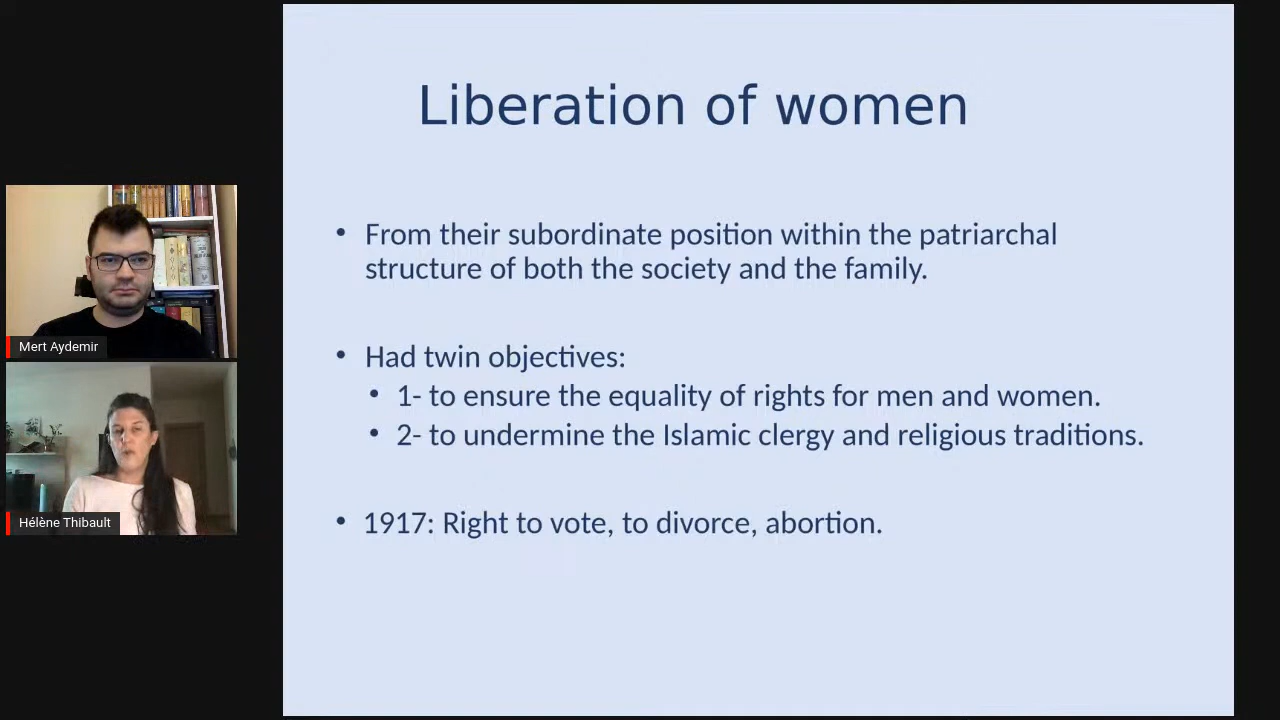 Liberation of women
• From their subordinate position within the patriarchal
structure of both the society and the family.
• Had twin objectives:
• 1- to ensure the equality of rights for men and women.
• 2- to undermine the Islamic clergy and religious traditions.
• 1917: Right to vote, to divorce, abortion.
Mert Aydemir
Hélène Thibault